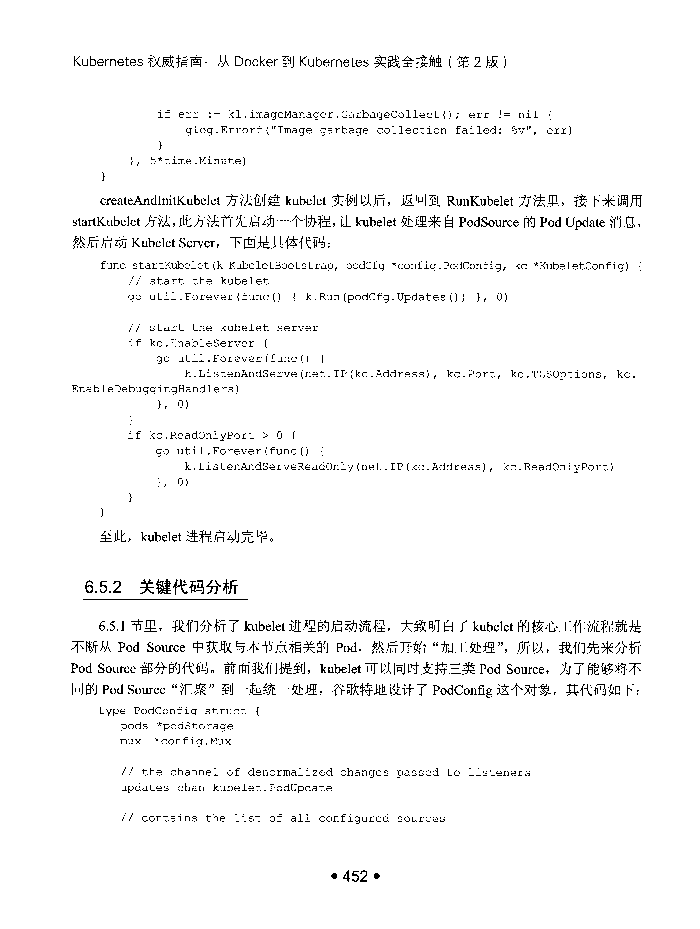 Kubernetes 权威指南：从 Docker 到 Kubernetes 实践全接触（第 2 版）
if err := kl.imageManager.GarbageCollect(); err != nil {
glog.Errorf("Image garbage collection failed: %v", err)
}
}, 5*time.Minute)
}
createAndInitKubelet 方法创建 kubelet 实例以后，返回到 RunKubelet 方法里，接下来调用
startKubelet 方法，此方法首先启动一个协程，让 kubelet 处理来自 PodSource 的 Pod Update 消息，
然后启动 Kubelet Server，下面是具体代码：
func startKubelet(k KubeletBootstrap, podCfg *config.PodConfig, kc *KubeletConfig) {
// start the kubelet
go util.Forever(func() { k.Run(podCfg.Updates()) }, 0)
// start the kubelet server
if kc.EnableServer {
go util.Forever(func() {
k.ListenAndServe(net.IP(kc.Address), kc.Port, kc.TLSOptions, kc.
EnableDebuggingHandlers)
}, 0)
}
if kc.ReadOnlyPort > 0 {
go util.Forever(func() {
k.ListenAndServeReadOnly(net.IP(kc.Address), kc.ReadOnlyPort)
}, 0)
}
}
至此，kubelet 进程启动完毕。
6.5.2 关键代码分析
6.5.1 节里，我们分析了 kubelet 进程的启动流程，大致明白了 kubelet 的核心工作流程就是
不断从 Pod Source 中获取与本节点相关的 Pod，然后开始“加工处理”，所以，我们先来分析
Pod Source 部分的代码。前面我们提到，kubelet 可以同时支持三类 Pod Source，为了能够将不
同的 Pod Source“汇聚”到一起统一处理，谷歌特地设计了 PodConfig 这个对象，其代码如下：
type PodConfig struct {
pods *podStorage
mux *config.Mux
// the channel of denormalized changes passed to listeners
updates chan kubelet.PodUpdate
// contains the list of all configured sources
• 452 •